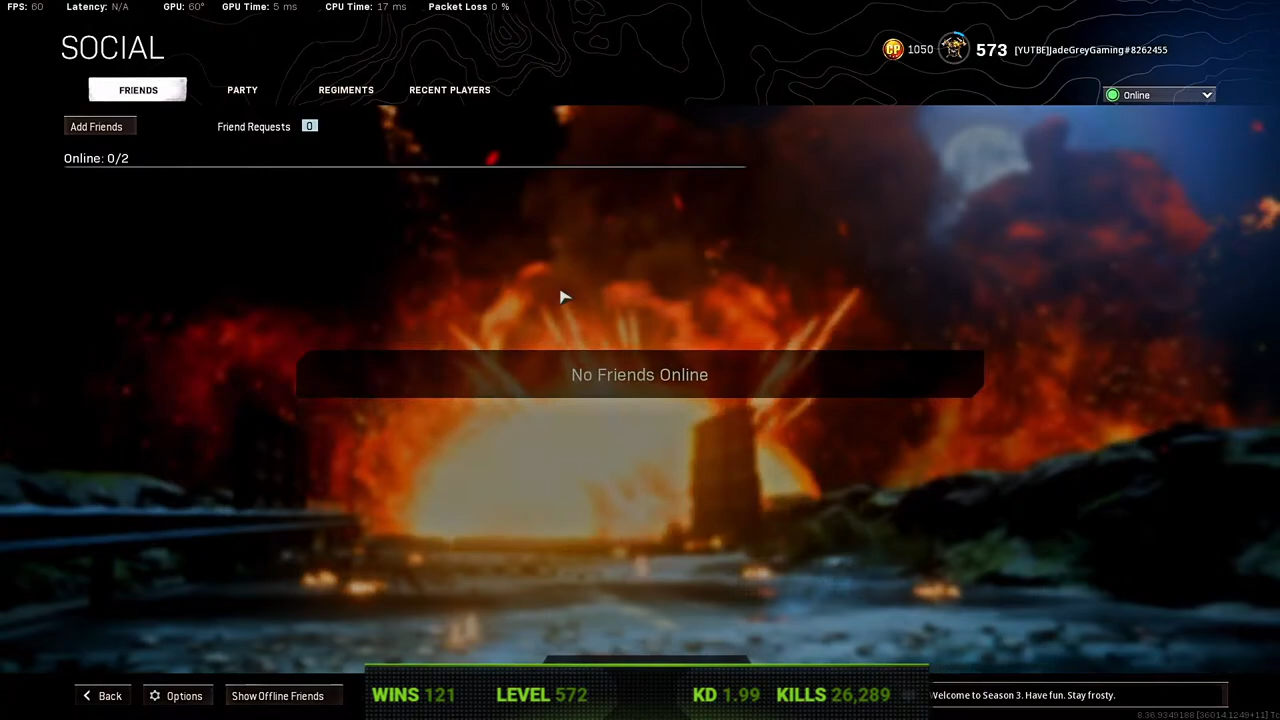 FPS: 60 Latency: N/A GPU: 60° GPU Time: 5 ms CPU Time: 17 ms Packet Loss 0 %
SOCIAL
CP 1050 573 [YUTBE]JadeGreyGaming#8262455
FRIENDS PARTY REGIMENTS RECENT PLAYERS
Online
Add Friends Friend Requests 0
Online: 0/2
No Friends Online
Back Options Show Offline Friends
WINS 121 LEVEL 572 KD 1.99 KILLS 26,289
Welcome to Season 3. Have fun. Stay frosty.